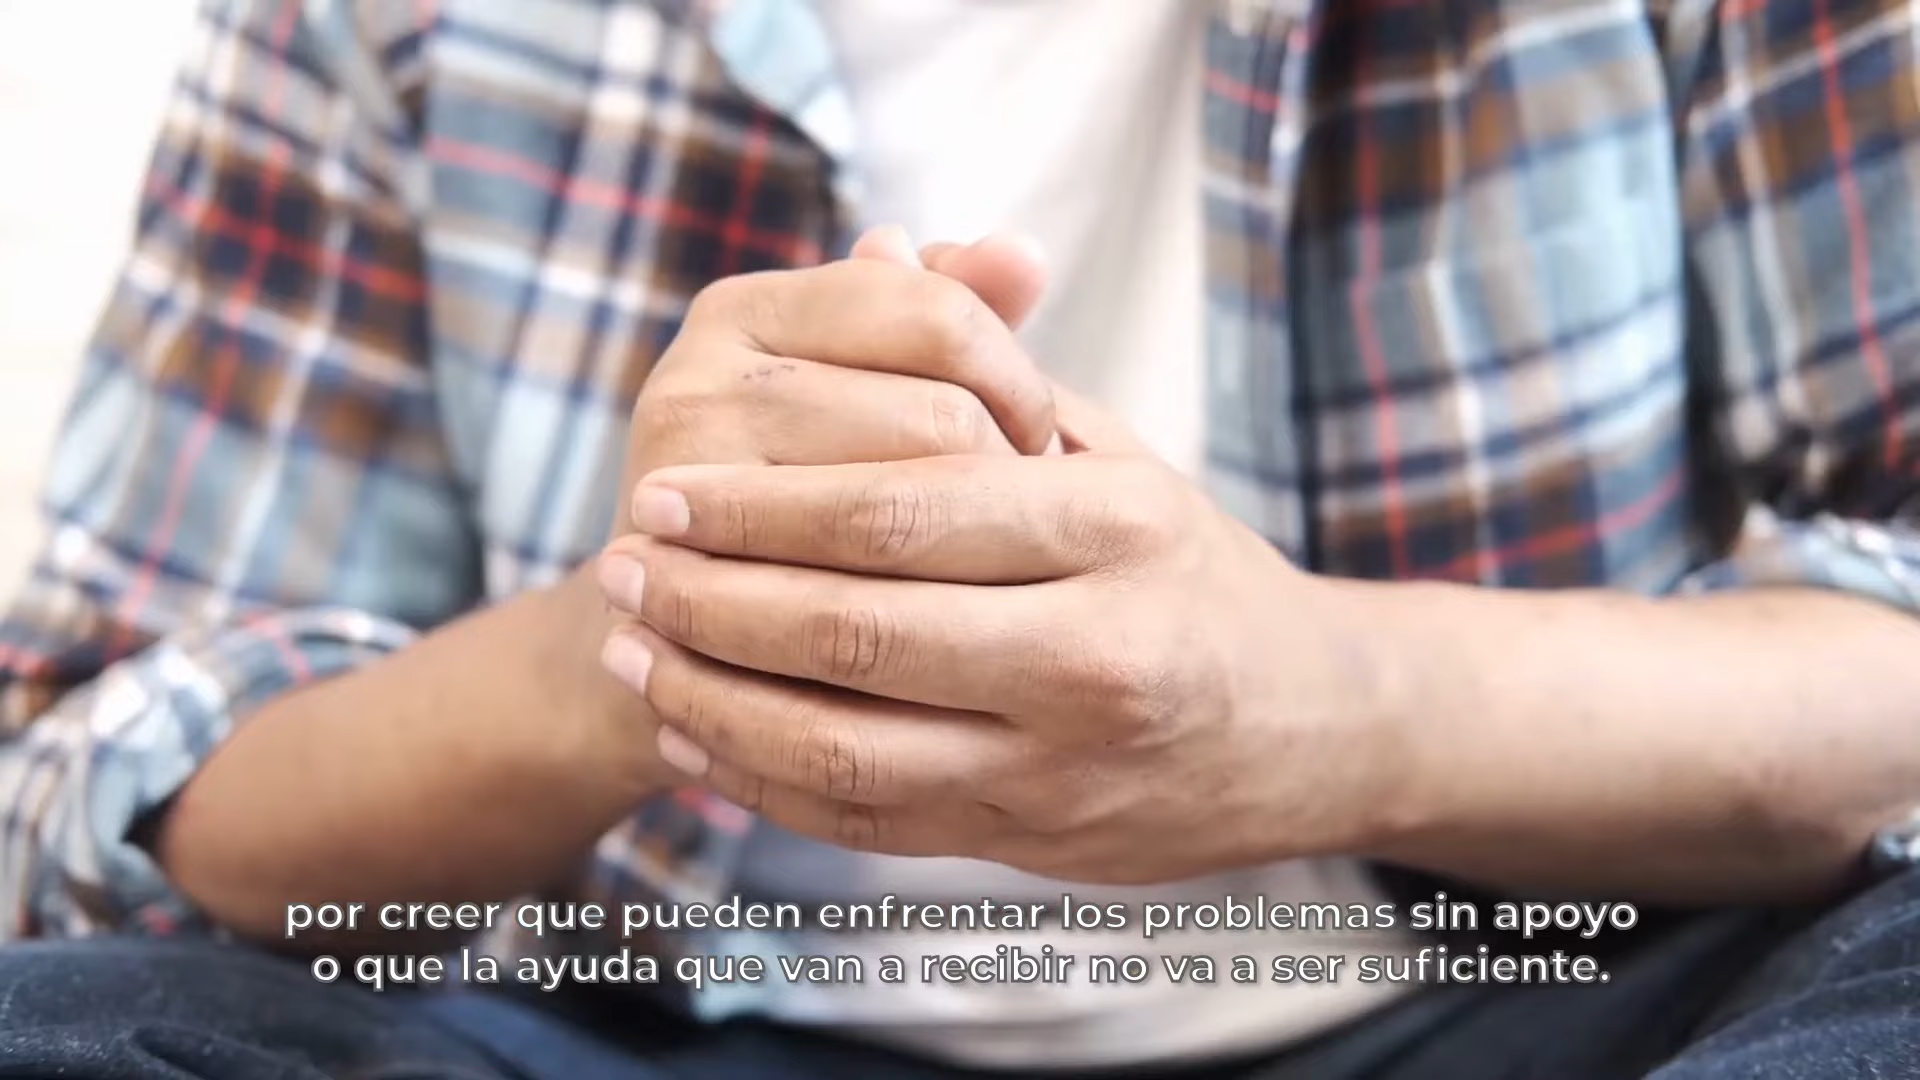 por creer que pueden enfrentar los problemas sin apoyo
o que la ayuda que van a recibir no va a ser suficiente.